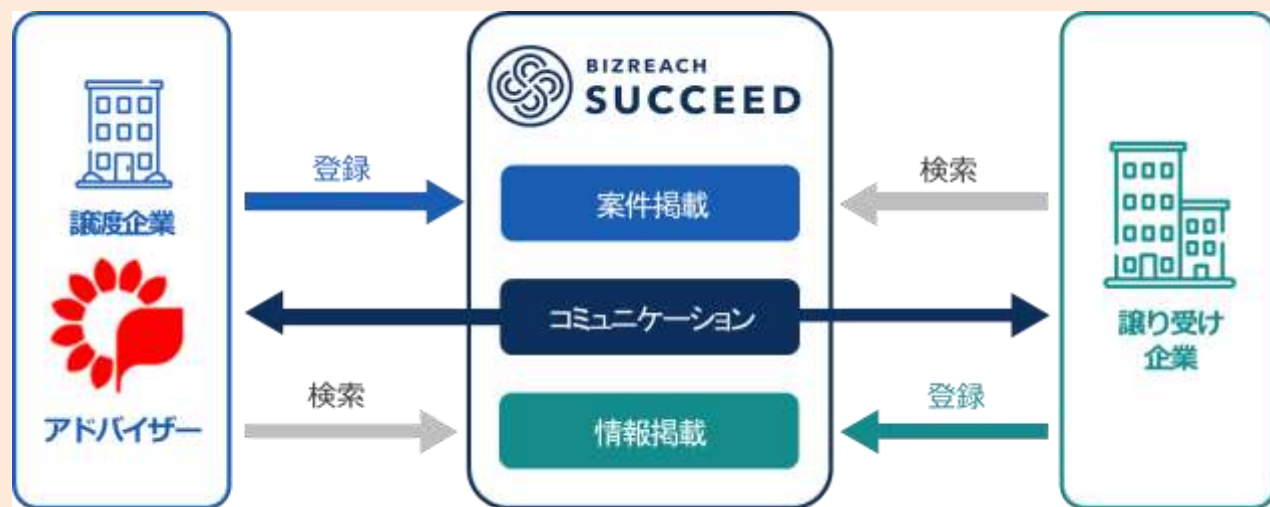 譲度企業
アドバイザー
登録
検索
BIZREACH
SUCCEED
案件掲載
コミュニケーション
情報掲載
検索
登録
譲り受け
企業